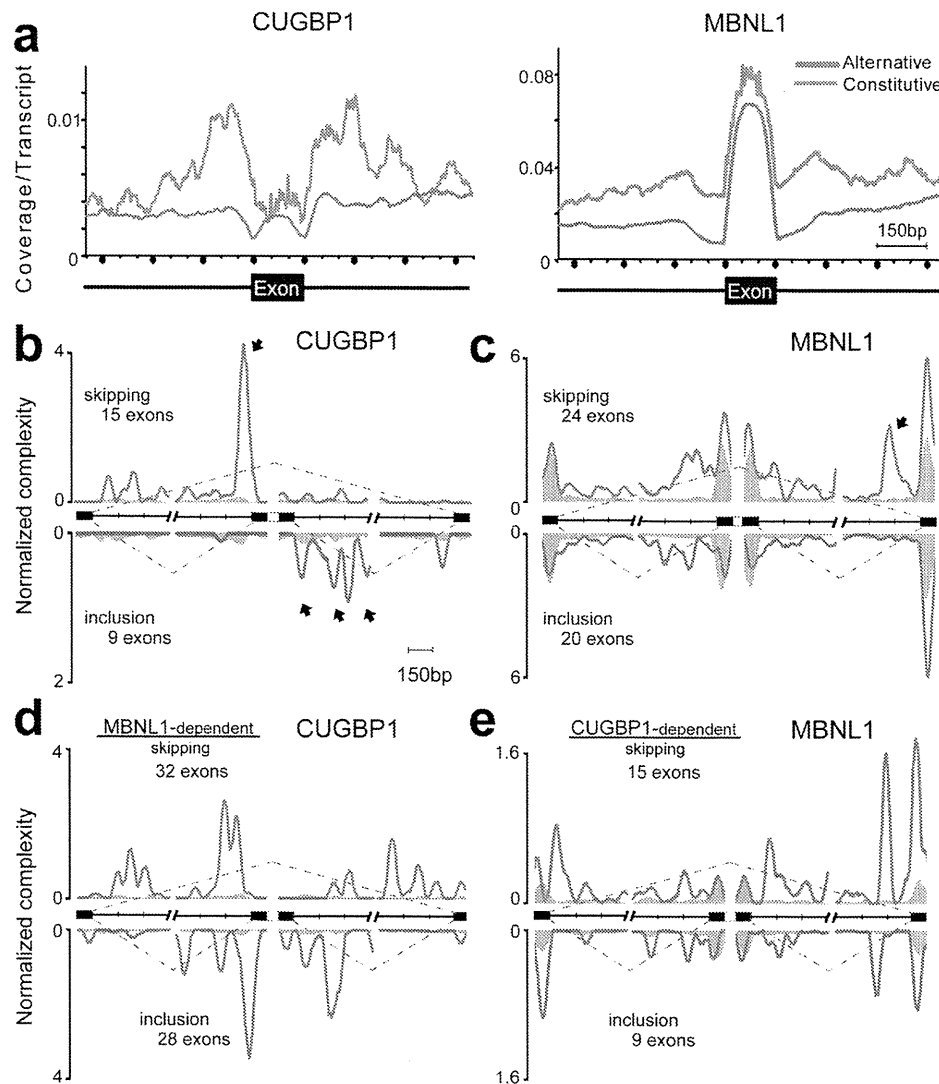 a
CUGBP1
MBNL1
Coverage/Transcript
0.01
0
0.08
0.04
0
Alternative
Constitutive
150bp
Exon
Exon
b
CUGBP1
Normalized complexity
4
0
0
2
skipping
15 exons
inclusion
9 exons
150bp
c
MBNL1
6
0
0
6
skipping
24 exons
inclusion
20 exons
d
MBNL1-dependent
CUGBP1
skipping
32 exons
Normalized complexity
4
0
0
4
inclusion
28 exons
e
CUGBP1-dependent
MBNL1
skipping
15 exons
1.6
0
0
1.6
inclusion
9 exons